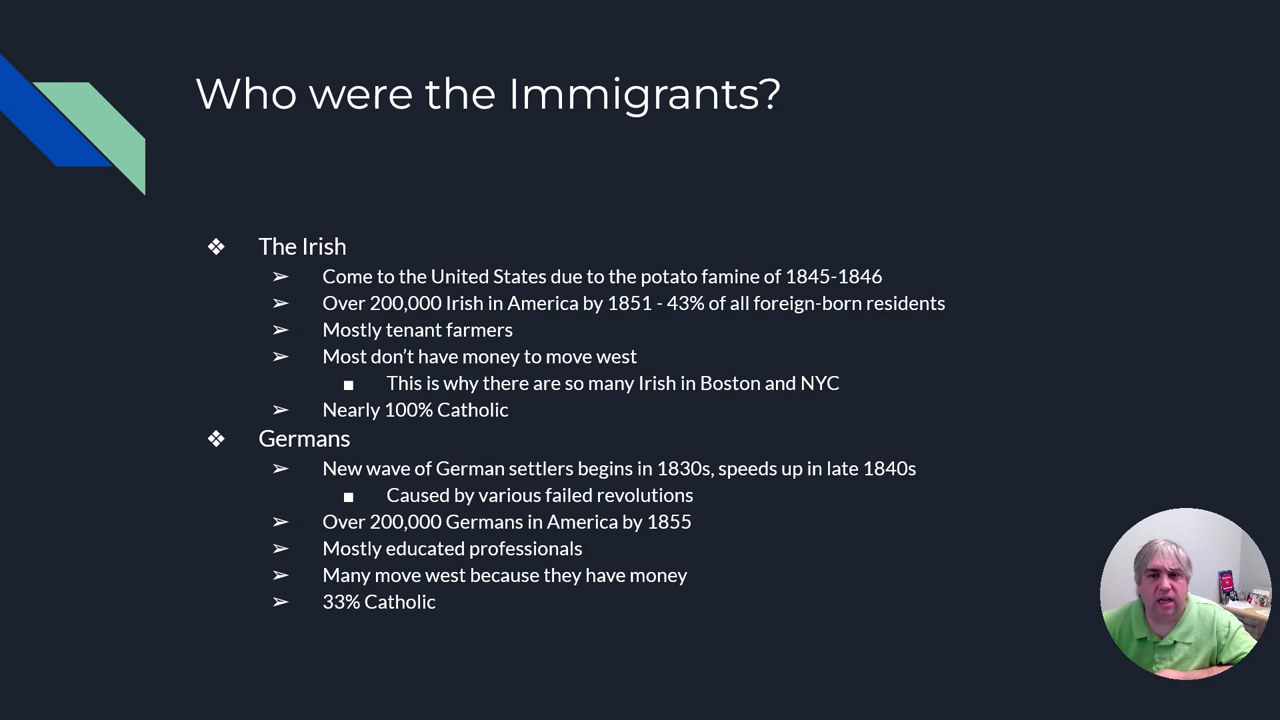 Who were the Immigrants?
❖ The Irish
➢ Come to the United States due to the potato famine of 1845-1846
➢ Over 200,000 Irish in America by 1851 - 43% of all foreign-born residents
➢ Mostly tenant farmers
➢ Most don’t have money to move west
■ This is why there are so many Irish in Boston and NYC
➢ Nearly 100% Catholic
❖ Germans
➢ New wave of German settlers begins in 1830s, speeds up in late 1840s
■ Caused by various failed revolutions
➢ Over 200,000 Germans in America by 1855
➢ Mostly educated professionals
➢ Many move west because they have money
➢ 33% Catholic